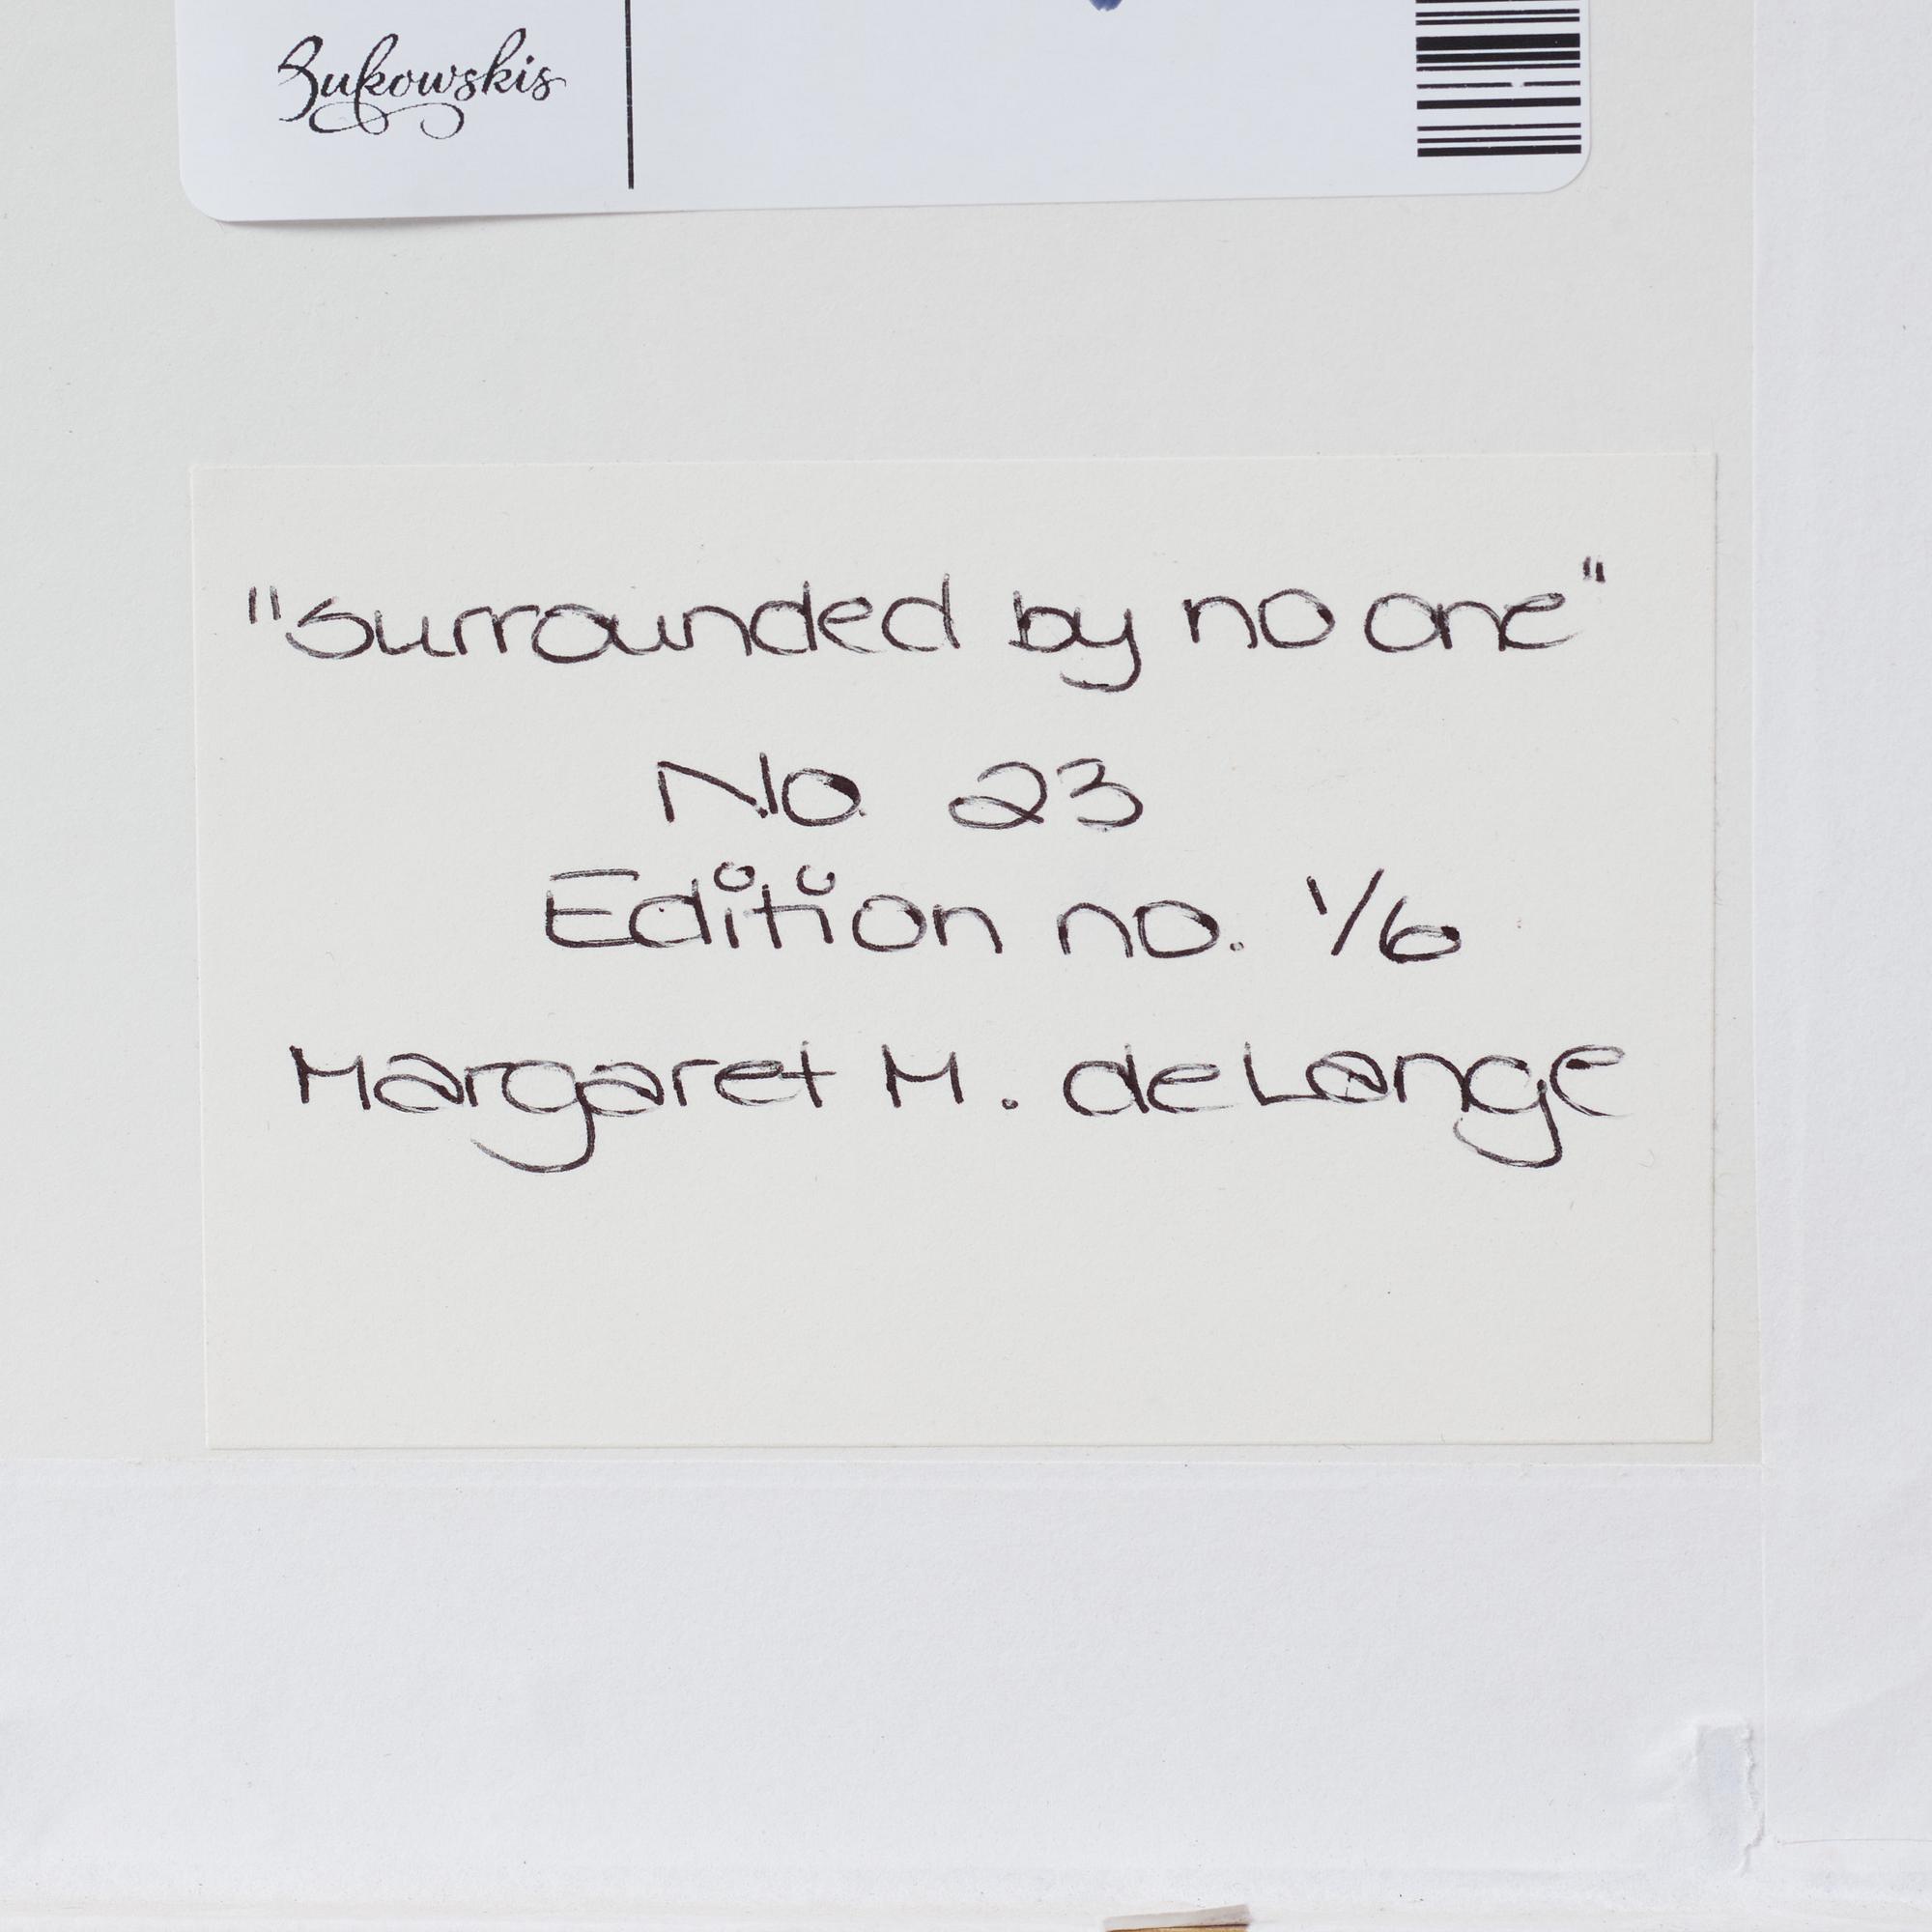 Bukowskis
"Surrounded by no one"
No. 23
Edition no. 1/6
Margaret M. deLange